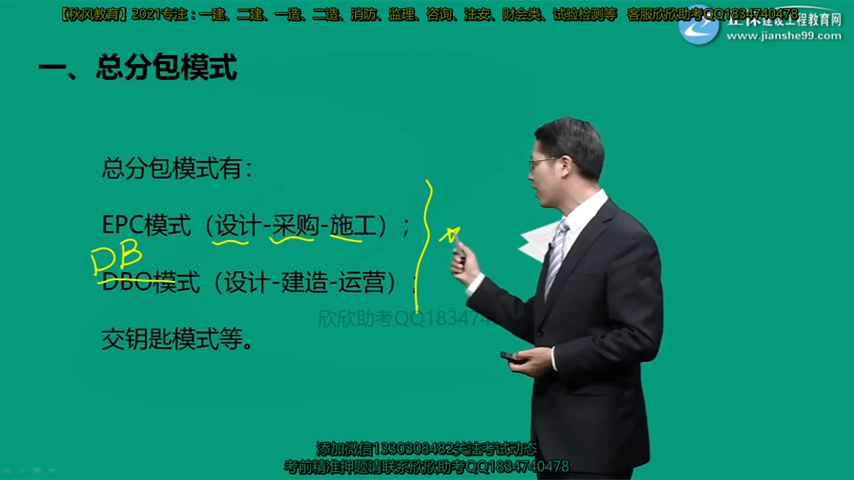 【秋风教育】2021专注：一建、二建、一造、二造、消防、监理、咨询、注安、财会类、试验检测等 客服欣欣助考QQ1834740478
建设工程教育网
www.jianshe99.com
一、总分包模式
总分包模式有：
EPC模式（设计-采购-施工）；
DB
DBO模式（设计-建造-运营）；
欣欣助考QQ18347
交钥匙模式等。
添加微信1330308482关注考试动态
考前精准押题请联系欣欣助考QQ1834740478